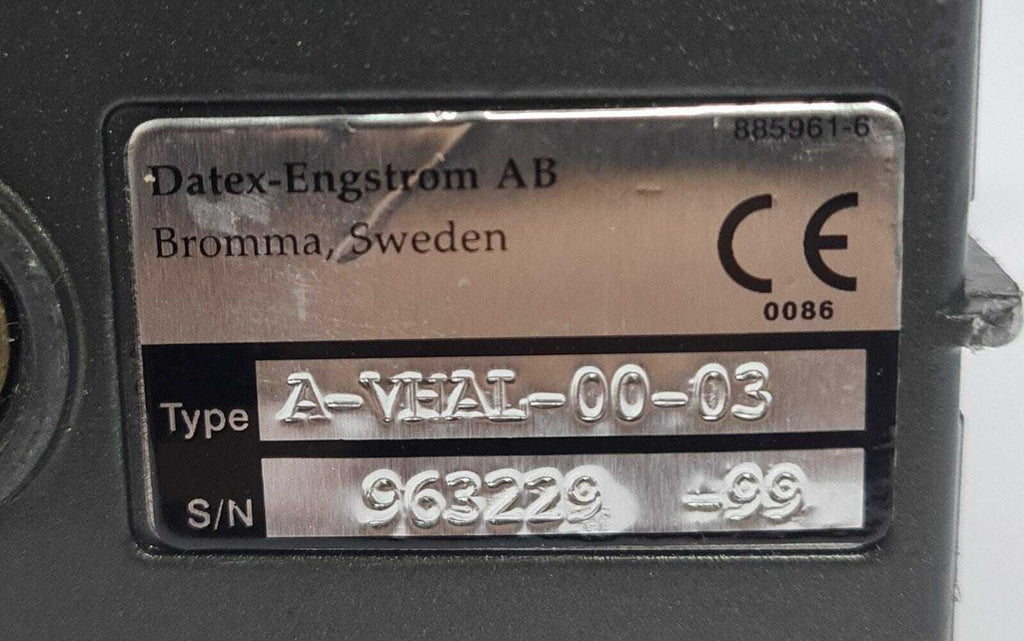 885961-6
Datex-Engstrom AB
Bromma, Sweden
CE
0086
Type A-VHAL-00-03
S/N 963229 -99